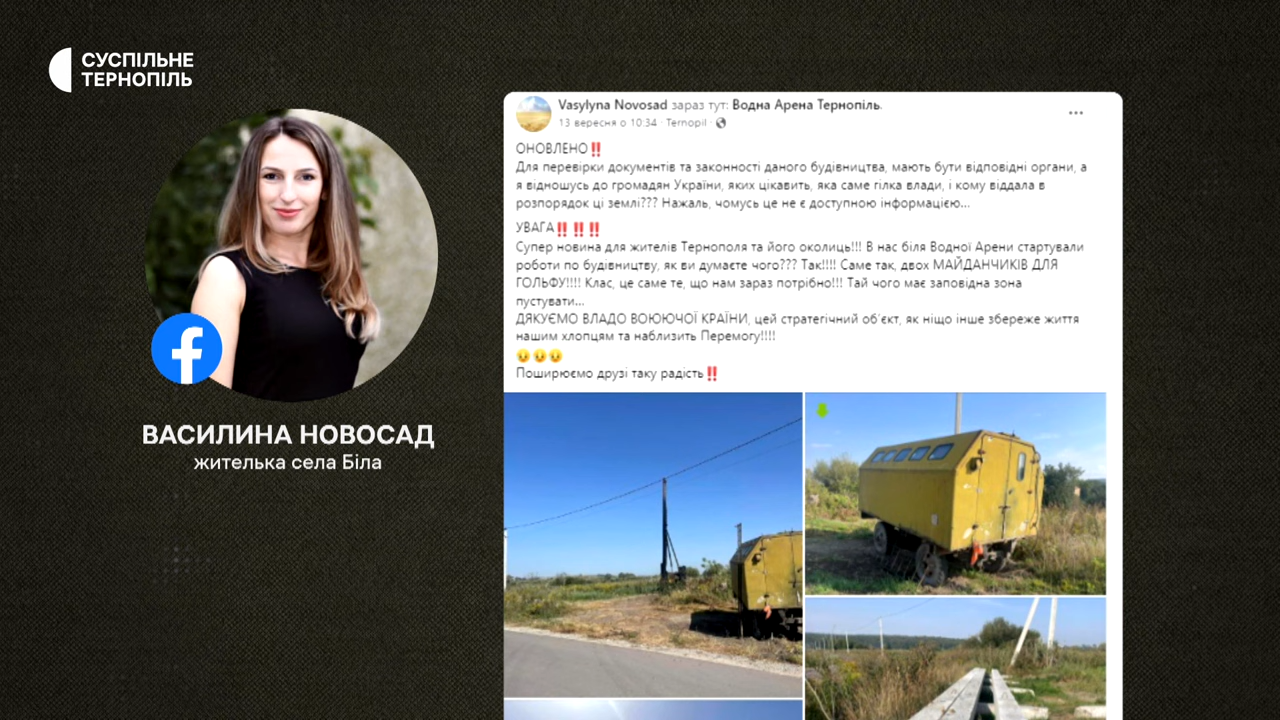 СУСПІЛЬНЕ
ТЕРНОПІЛЬ
ВАСИЛИНА НОВОСАД
жителька села Біла
Vasylyna Novosad зараз тут: Водна Арена Тернопіль.
13 вересня о 10:34 · Ternopil ·
ОНОВЛЕНО‼️
Для перевірки документів та законності даного будівництва, мають бути відповідні органи, а
я відношусь до громадян України, яких цікавить, яка саме гілка влади, і кому віддала в
розпорядок ці землі??? Нажаль, чомусь це не є доступною інформацією...
УВАГА‼️‼️‼️
Супер новина для жителів Тернополя та його околиць!!! В нас біля Водної Арени стартували
роботи по будівництву, як ви думаєте чого??? Так!!!! Саме так, двох МАЙДАНЧИКІВ ДЛЯ
ГОЛЬФУ!!!! Клас, це саме те, що нам зараз потрібно!!! Тай чого має заповідна зона
пустувати...
ДЯКУЄМО ВЛАДО ВОЮЮЧОЇ КРАЇНИ, цей стратегічний об'єкт, як ніщо інше збереже життя
нашим хлопцям та наблизить Перемогу!!!!
😡😡😡
Поширюємо друзі таку радість‼️